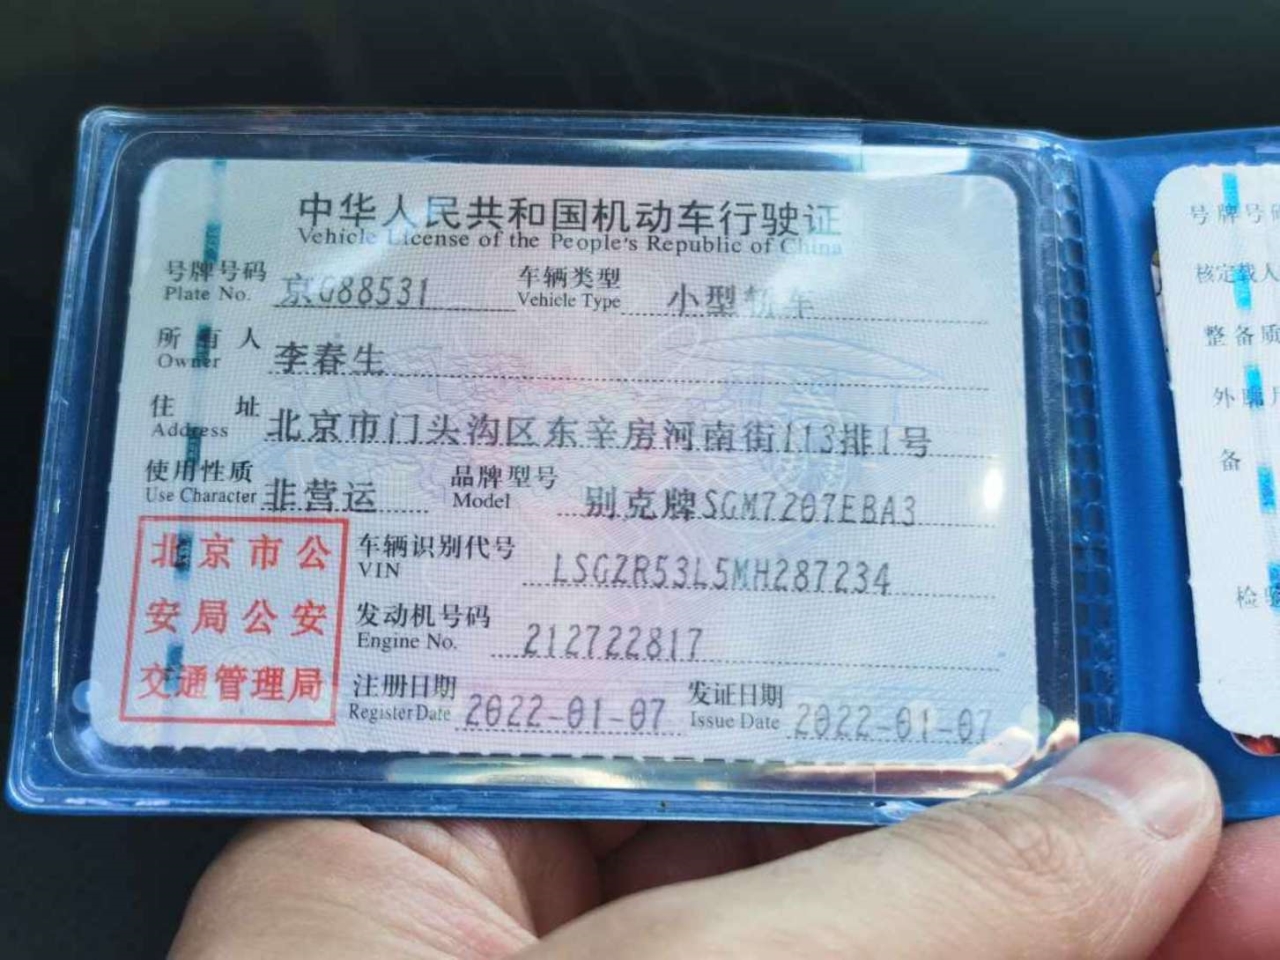 中华人民共和国机动车行驶证
Vehicle License of the People's Republic of China
号牌号码 京G88531 车辆类型 小型轿车
Plate No. Vehicle Type
所有人 李春生
Owner
住址 北京市门头沟区东辛房河南街113排1号
Address
使用性质 非营运 品牌型号 别克牌SGM7207EBA3
Use Character Model
北京市公
安局公安
交通管理局
车辆识别代号 LSGZR53L5MH287234
VIN
发动机号码 212722817
Engine No.
注册日期 2022-01-07 发证日期 2022-01-07
Register Date Issue Date
号牌号
核定载人
整备质
外廓
备
检验